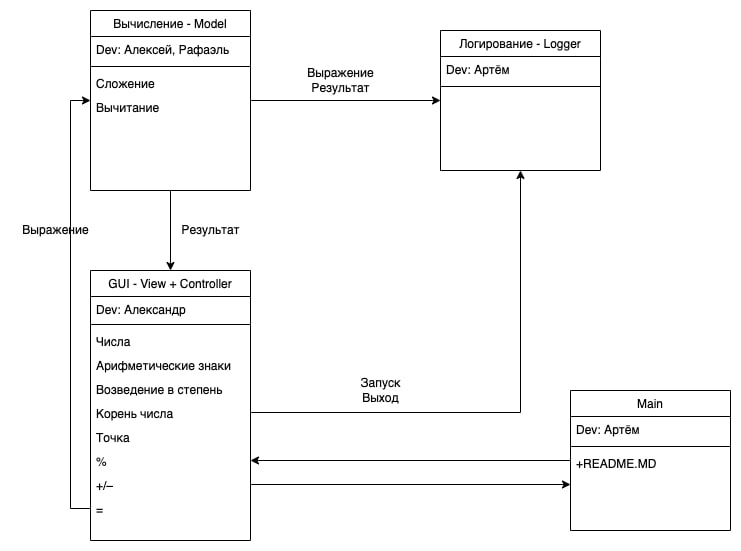 Вычисление - Model
Dev: Алексей, Рафаэль
Сложение
Вычитание
Выражение
Результат
Логирование - Logger
Dev: Артём
Выражение
Результат
GUI - View + Controller
Dev: Александр
Числа
Арифметические знаки
Возведение в степень
Корень числа
Точка
%
+/–
=
Запуск
Выход
Main
Dev: Артём
+README.MD